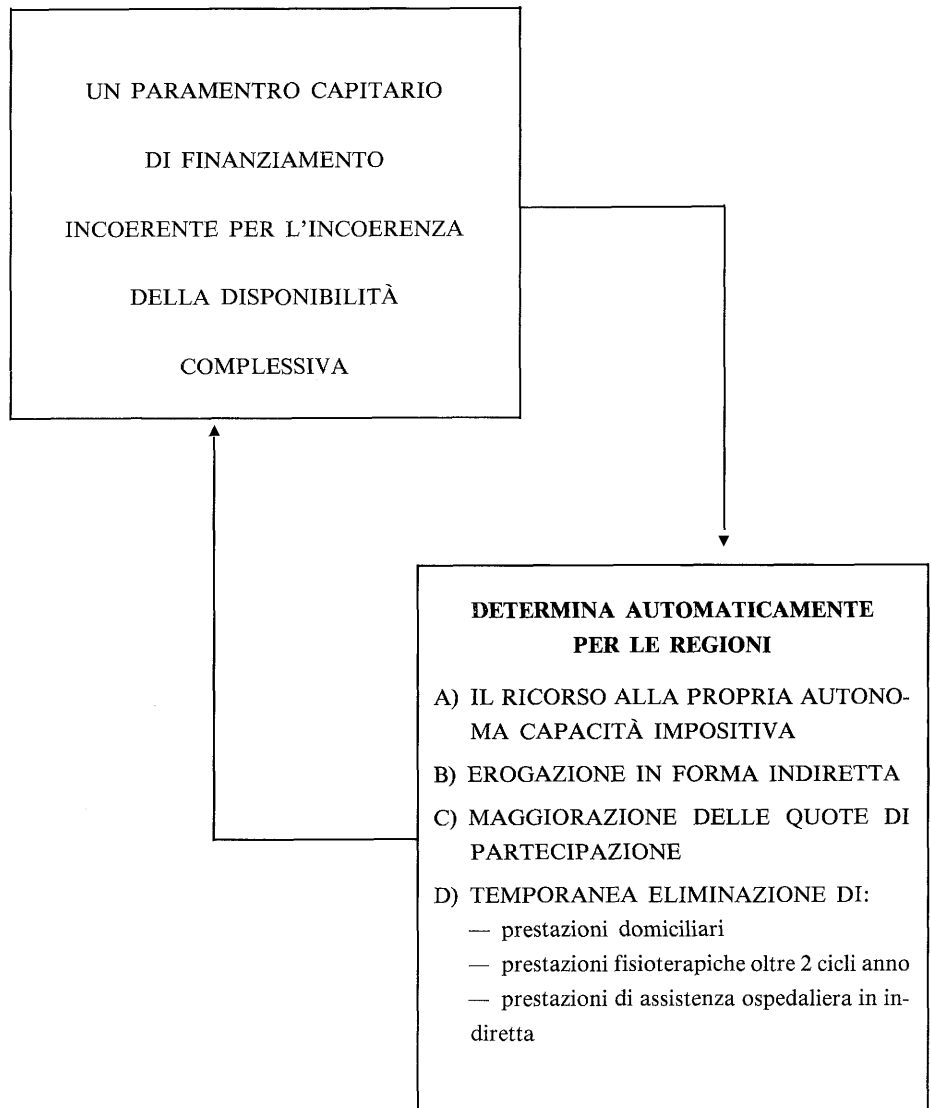 UN PARAMENTRO CAPITARIO
DI FINANZIAMENTO
INCOERENTE PER L'INCOERENZA
DELLA DISPONIBILITÀ
COMPLESSIVA
DETERMINA AUTOMATICAMENTE
PER LE REGIONI
A) IL RICORSO ALLA PROPRIA AUTONO-
MA CAPACITÀ IMPOSITIVA
B) EROGAZIONE IN FORMA INDIRETTA
C) MAGGIORAZIONE DELLE QUOTE DI
PARTECIPAZIONE
D) TEMPORANEA ELIMINAZIONE DI:
— prestazioni domiciliari
— prestazioni fisioterapiche oltre 2 cicli anno
— prestazioni di assistenza ospedaliera in in-
diretta